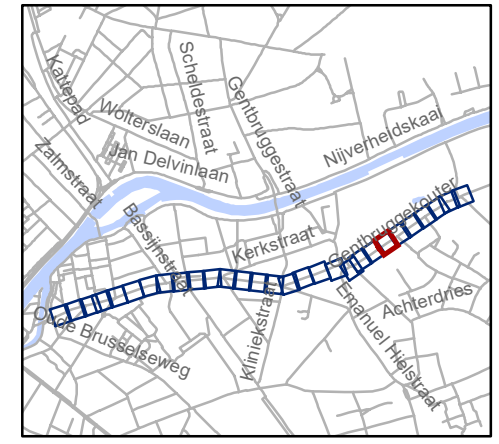 Kattepad
Scheldestraat
Gentbruggestraat
Wolterslaan
Nijverheidskaai
Jan Delvinlaan
Zalmstraat
Bassijnstraat
Kerkstraat
Gentbruggekouter
Achterdries
Oude Brusselseweg
Kliniekstraat
Emanuel Hielstraat